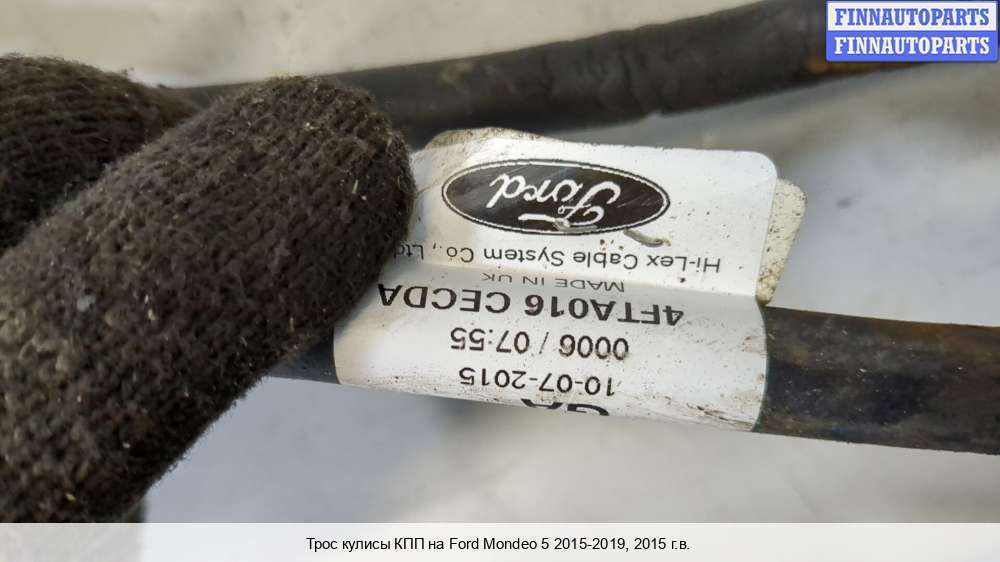 FINNAUTOPARTS
FINNAUTOPARTS
Ford
Hi-Lex Cable System Co., Ltd
MADE IN UK
4FTA016 CECDA
0006 / 07:55
10-07-2015
GA
Трос кулисы КПП на Ford Mondeo 5 2015-2019, 2015 г.в.